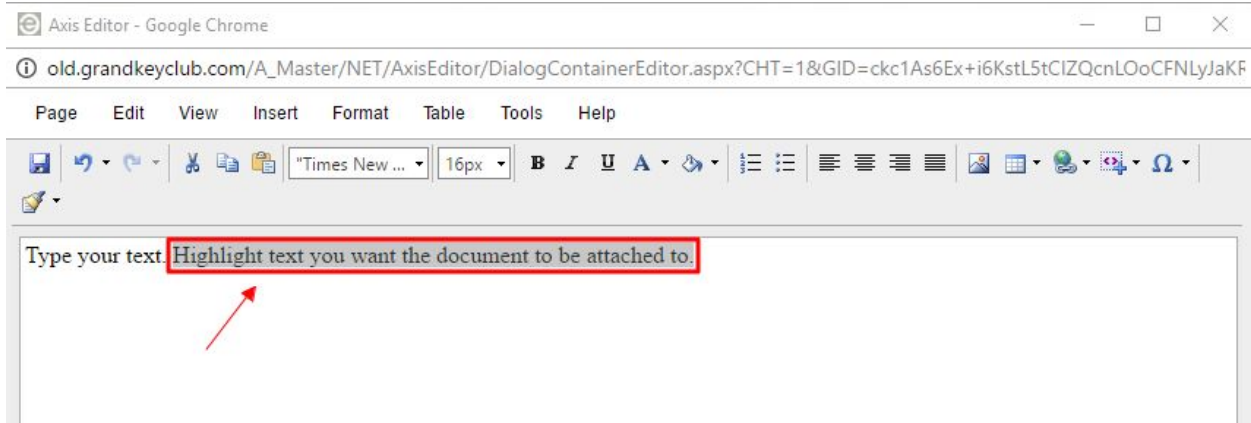 Axis Editor - Google Chrome
old.grandkeyclub.com/A_Master/NET/AxisEditor/DialogContainerEditor.aspx?CHT=1&GID=ckc1As6Ex+i6KstL5tCIZQcnLOoCFNLyJaKR
Page Edit View Insert Format Table Tools Help
"Times New ... 16px B I U A Ω
Type your text. Highlight text you want the document to be attached to.